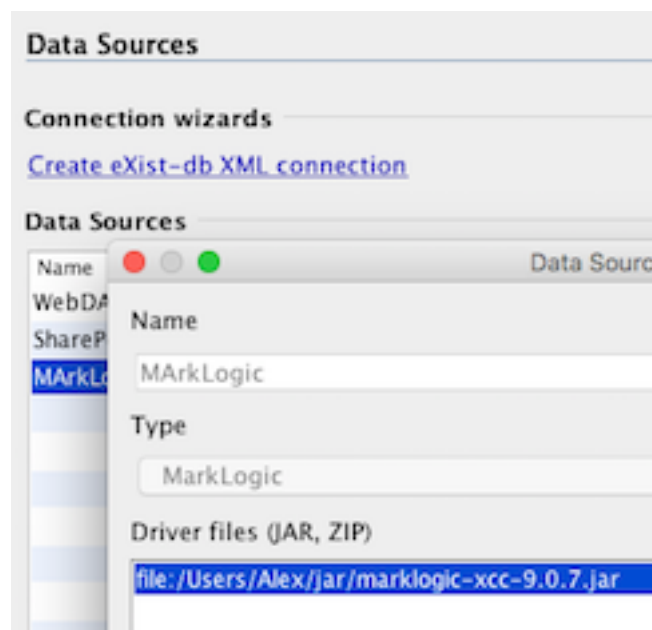 Data Sources
Connection wizards
Create eXist-db XML connection
Data Sources
Name
WebDA
ShareP
MArkLo
Data Sourc
Name
MArkLogic
Type
MarkLogic
Driver files (JAR, ZIP)
file:/Users/Alex/jar/marklogic-xcc-9.0.7.jar